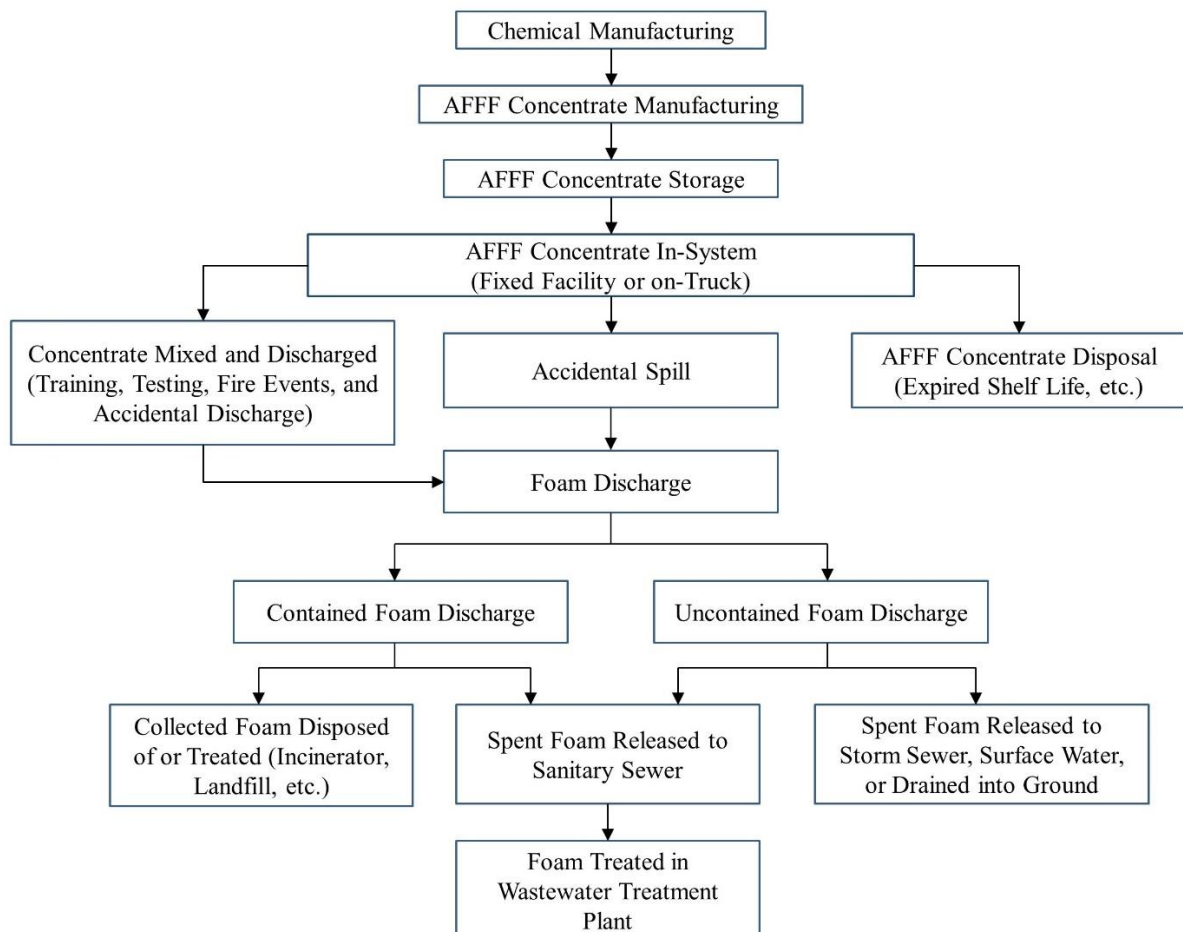 Chemical Manufacturing
AFFF Concentrate Manufacturing
AFFF Concentrate Storage
AFFF Concentrate In-System
(Fixed Facility or on-Truck)
Concentrate Mixed and Discharged
(Training, Testing, Fire Events, and
Accidental Discharge)
Accidental Spill
AFFF Concentrate Disposal
(Expired Shelf Life, etc.)
Foam Discharge
Contained Foam Discharge
Uncontained Foam Discharge
Collected Foam Disposed
of or Treated (Incinerator,
Landfill, etc.)
Spent Foam Released to
Sanitary Sewer
Spent Foam Released to
Storm Sewer, Surface Water,
or Drained into Ground
Foam Treated in
Wastewater Treatment
Plant